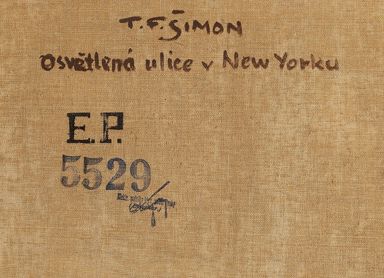 T.F.ŠIMON
Osvětlená ulice v New Yorku
E.P.
5529